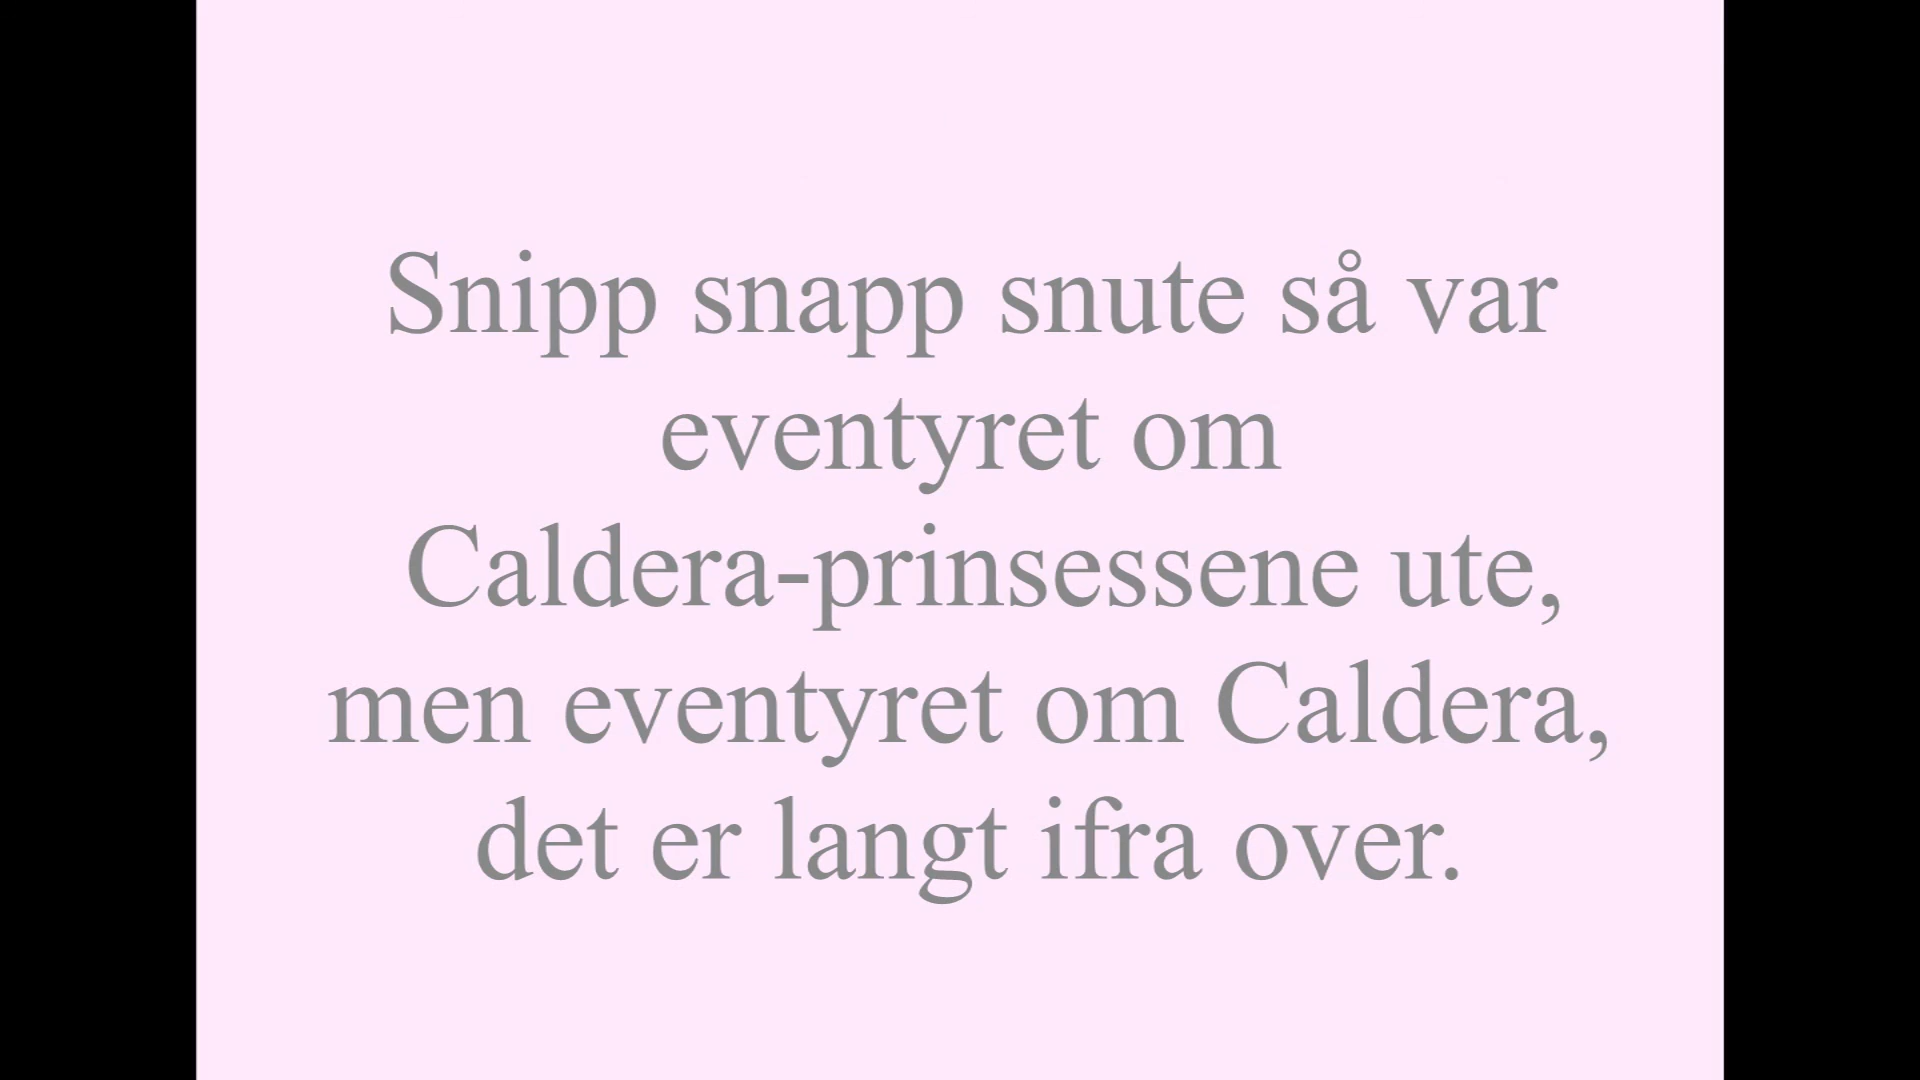 Snipp snapp snute så var
eventyret om
Caldera-prinsessene ute,
men eventyret om Caldera,
det er langt ifra over.